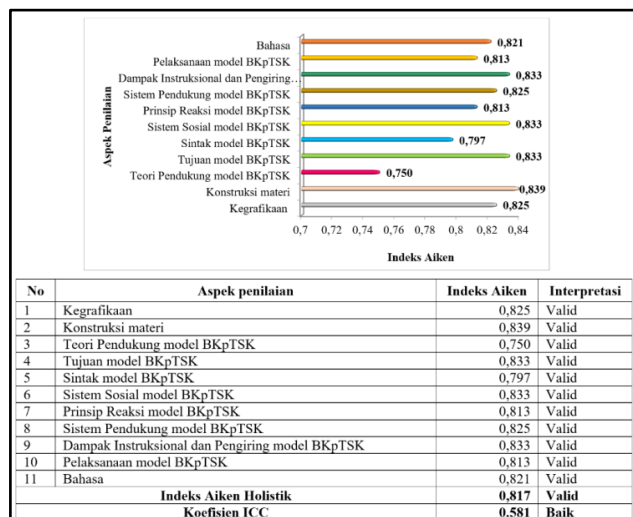 Bahasa 0,821
Pelaksanaan model BKpTSK 0,813
Dampak Instruksional dan Pengiring… 0,833
Sistem Pendukung model BKpTSK 0,825
Prinsip Reaksi model BKpTSK 0,813
Sistem Sosial model BKpTSK 0,833
Sintak model BKpTSK 0,797
Tujuan model BKpTSK 0,833
Teori Pendukung model BKpTSK 0,750
Konstruksi materi 0,839
Kegrafikaan 0,825
Aspek Penilaian
0,7 0,72 0,74 0,76 0,78 0,8 0,82 0,84
Indeks Aiken
No Aspek penilaian Indeks Aiken Interpretasi
1 Kegrafikaan 0,825 Valid
2 Konstruksi materi 0,839 Valid
3 Teori Pendukung model BKpTSK 0,750 Valid
4 Tujuan model BKpTSK 0,833 Valid
5 Sintak model BKpTSK 0,797 Valid
6 Sistem Sosial model BKpTSK 0,833 Valid
7 Prinsip Reaksi model BKpTSK 0,813 Valid
8 Sistem Pendukung model BKpTSK 0,825 Valid
9 Dampak Instruksional dan Pengiring model BKpTSK 0,833 Valid
10 Pelaksanaan model BKpTSK 0,813 Valid
11 Bahasa 0,821 Valid
Indeks Aiken Holistik 0,817 Valid
Koefisien ICC 0,581 Baik